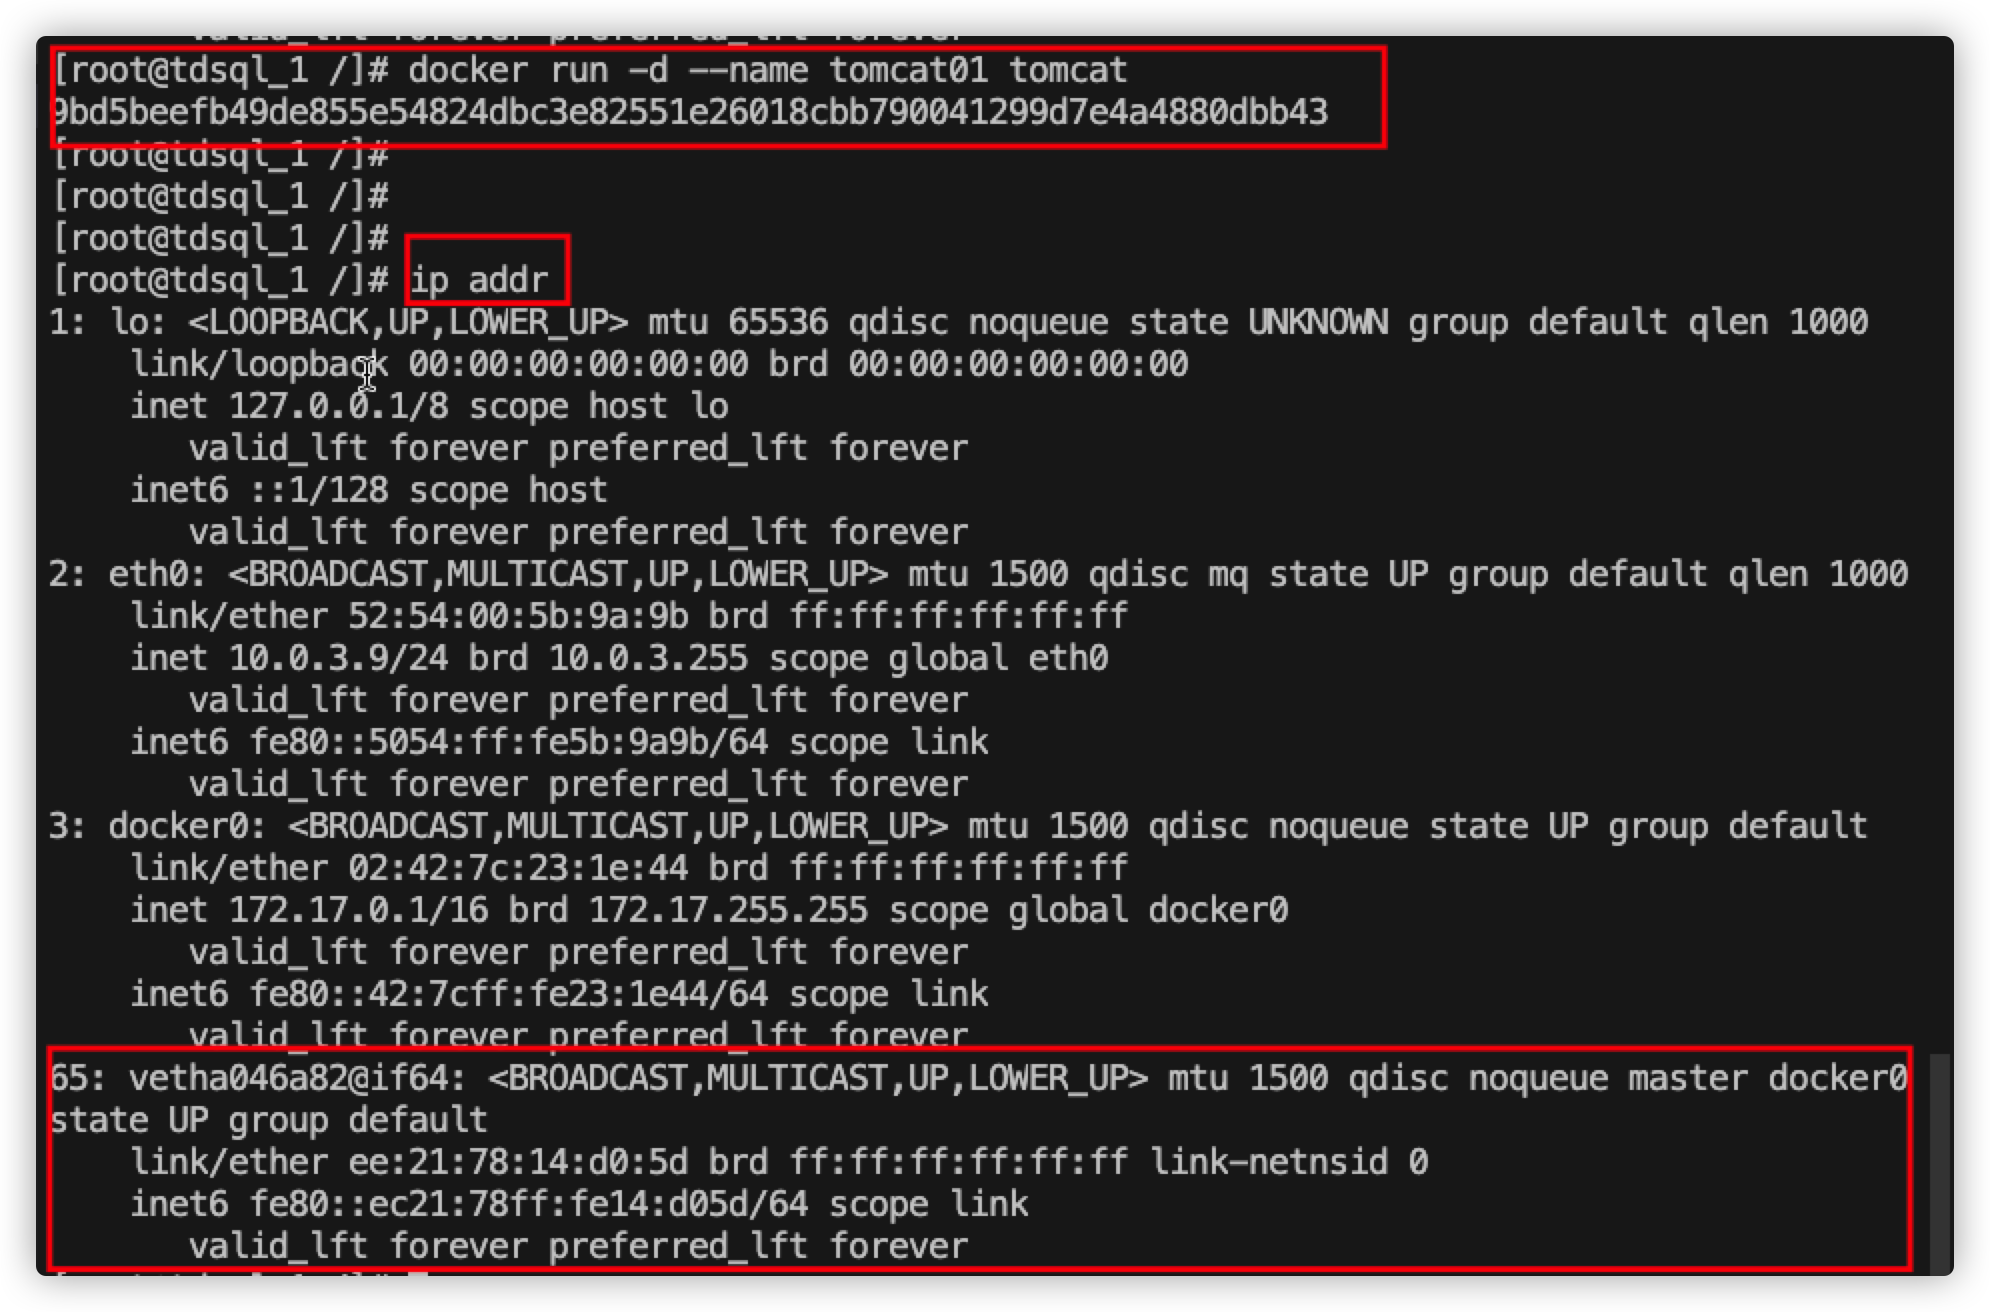 valid_lft forever preferred_lft forever
[root@tdsql_1 /]# docker run -d --name tomcat01 tomcat
9bd5beefb49de855e54824dbc3e82551e26018cbb790041299d7e4a4880dbb43
[root@tdsql_1 /]#
[root@tdsql_1 /]#
[root@tdsql_1 /]#
[root@tdsql_1 /]# ip addr
1: lo: <LOOPBACK,UP,LOWER_UP> mtu 65536 qdisc noqueue state UNKNOWN group default qlen 1000
    link/loopback 00:00:00:00:00:00 brd 00:00:00:00:00:00
    inet 127.0.0.1/8 scope host lo
       valid_lft forever preferred_lft forever
    inet6 ::1/128 scope host
       valid_lft forever preferred_lft forever
2: eth0: <BROADCAST,MULTICAST,UP,LOWER_UP> mtu 1500 qdisc mq state UP group default qlen 1000
    link/ether 52:54:00:5b:9a:9b brd ff:ff:ff:ff:ff:ff
    inet 10.0.3.9/24 brd 10.0.3.255 scope global eth0
       valid_lft forever preferred_lft forever
    inet6 fe80::5054:ff:fe5b:9a9b/64 scope link
       valid_lft forever preferred_lft forever
3: docker0: <BROADCAST,MULTICAST,UP,LOWER_UP> mtu 1500 qdisc noqueue state UP group default
    link/ether 02:42:7c:23:1e:44 brd ff:ff:ff:ff:ff:ff
    inet 172.17.0.1/16 brd 172.17.255.255 scope global docker0
       valid_lft forever preferred_lft forever
    inet6 fe80::42:7cff:fe23:1e44/64 scope link
       valid_lft forever preferred_lft forever
65: vetha046a82@if64: <BROADCAST,MULTICAST,UP,LOWER_UP> mtu 1500 qdisc noqueue master docker0
state UP group default
    link/ether ee:21:78:14:d0:5d brd ff:ff:ff:ff:ff:ff link-netnsid 0
    inet6 fe80::ec21:78ff:fe14:d05d/64 scope link
       valid_lft forever preferred_lft forever